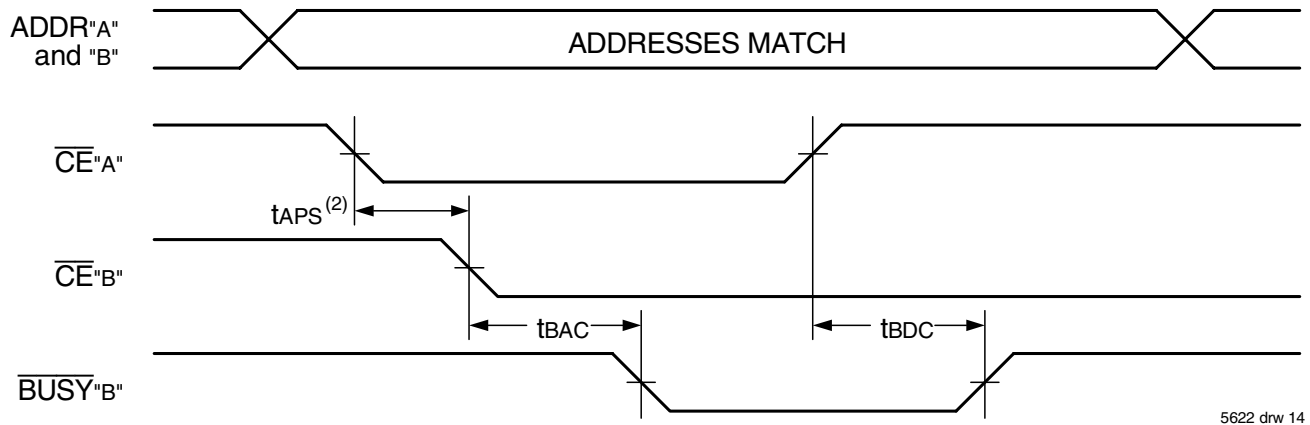 ADDR"A"
and "B"
ADDRESSES MATCH
CE"A"
tAPS(2)
CE"B"
tBAC
tBDC
BUSY"B"
5622 drw 14